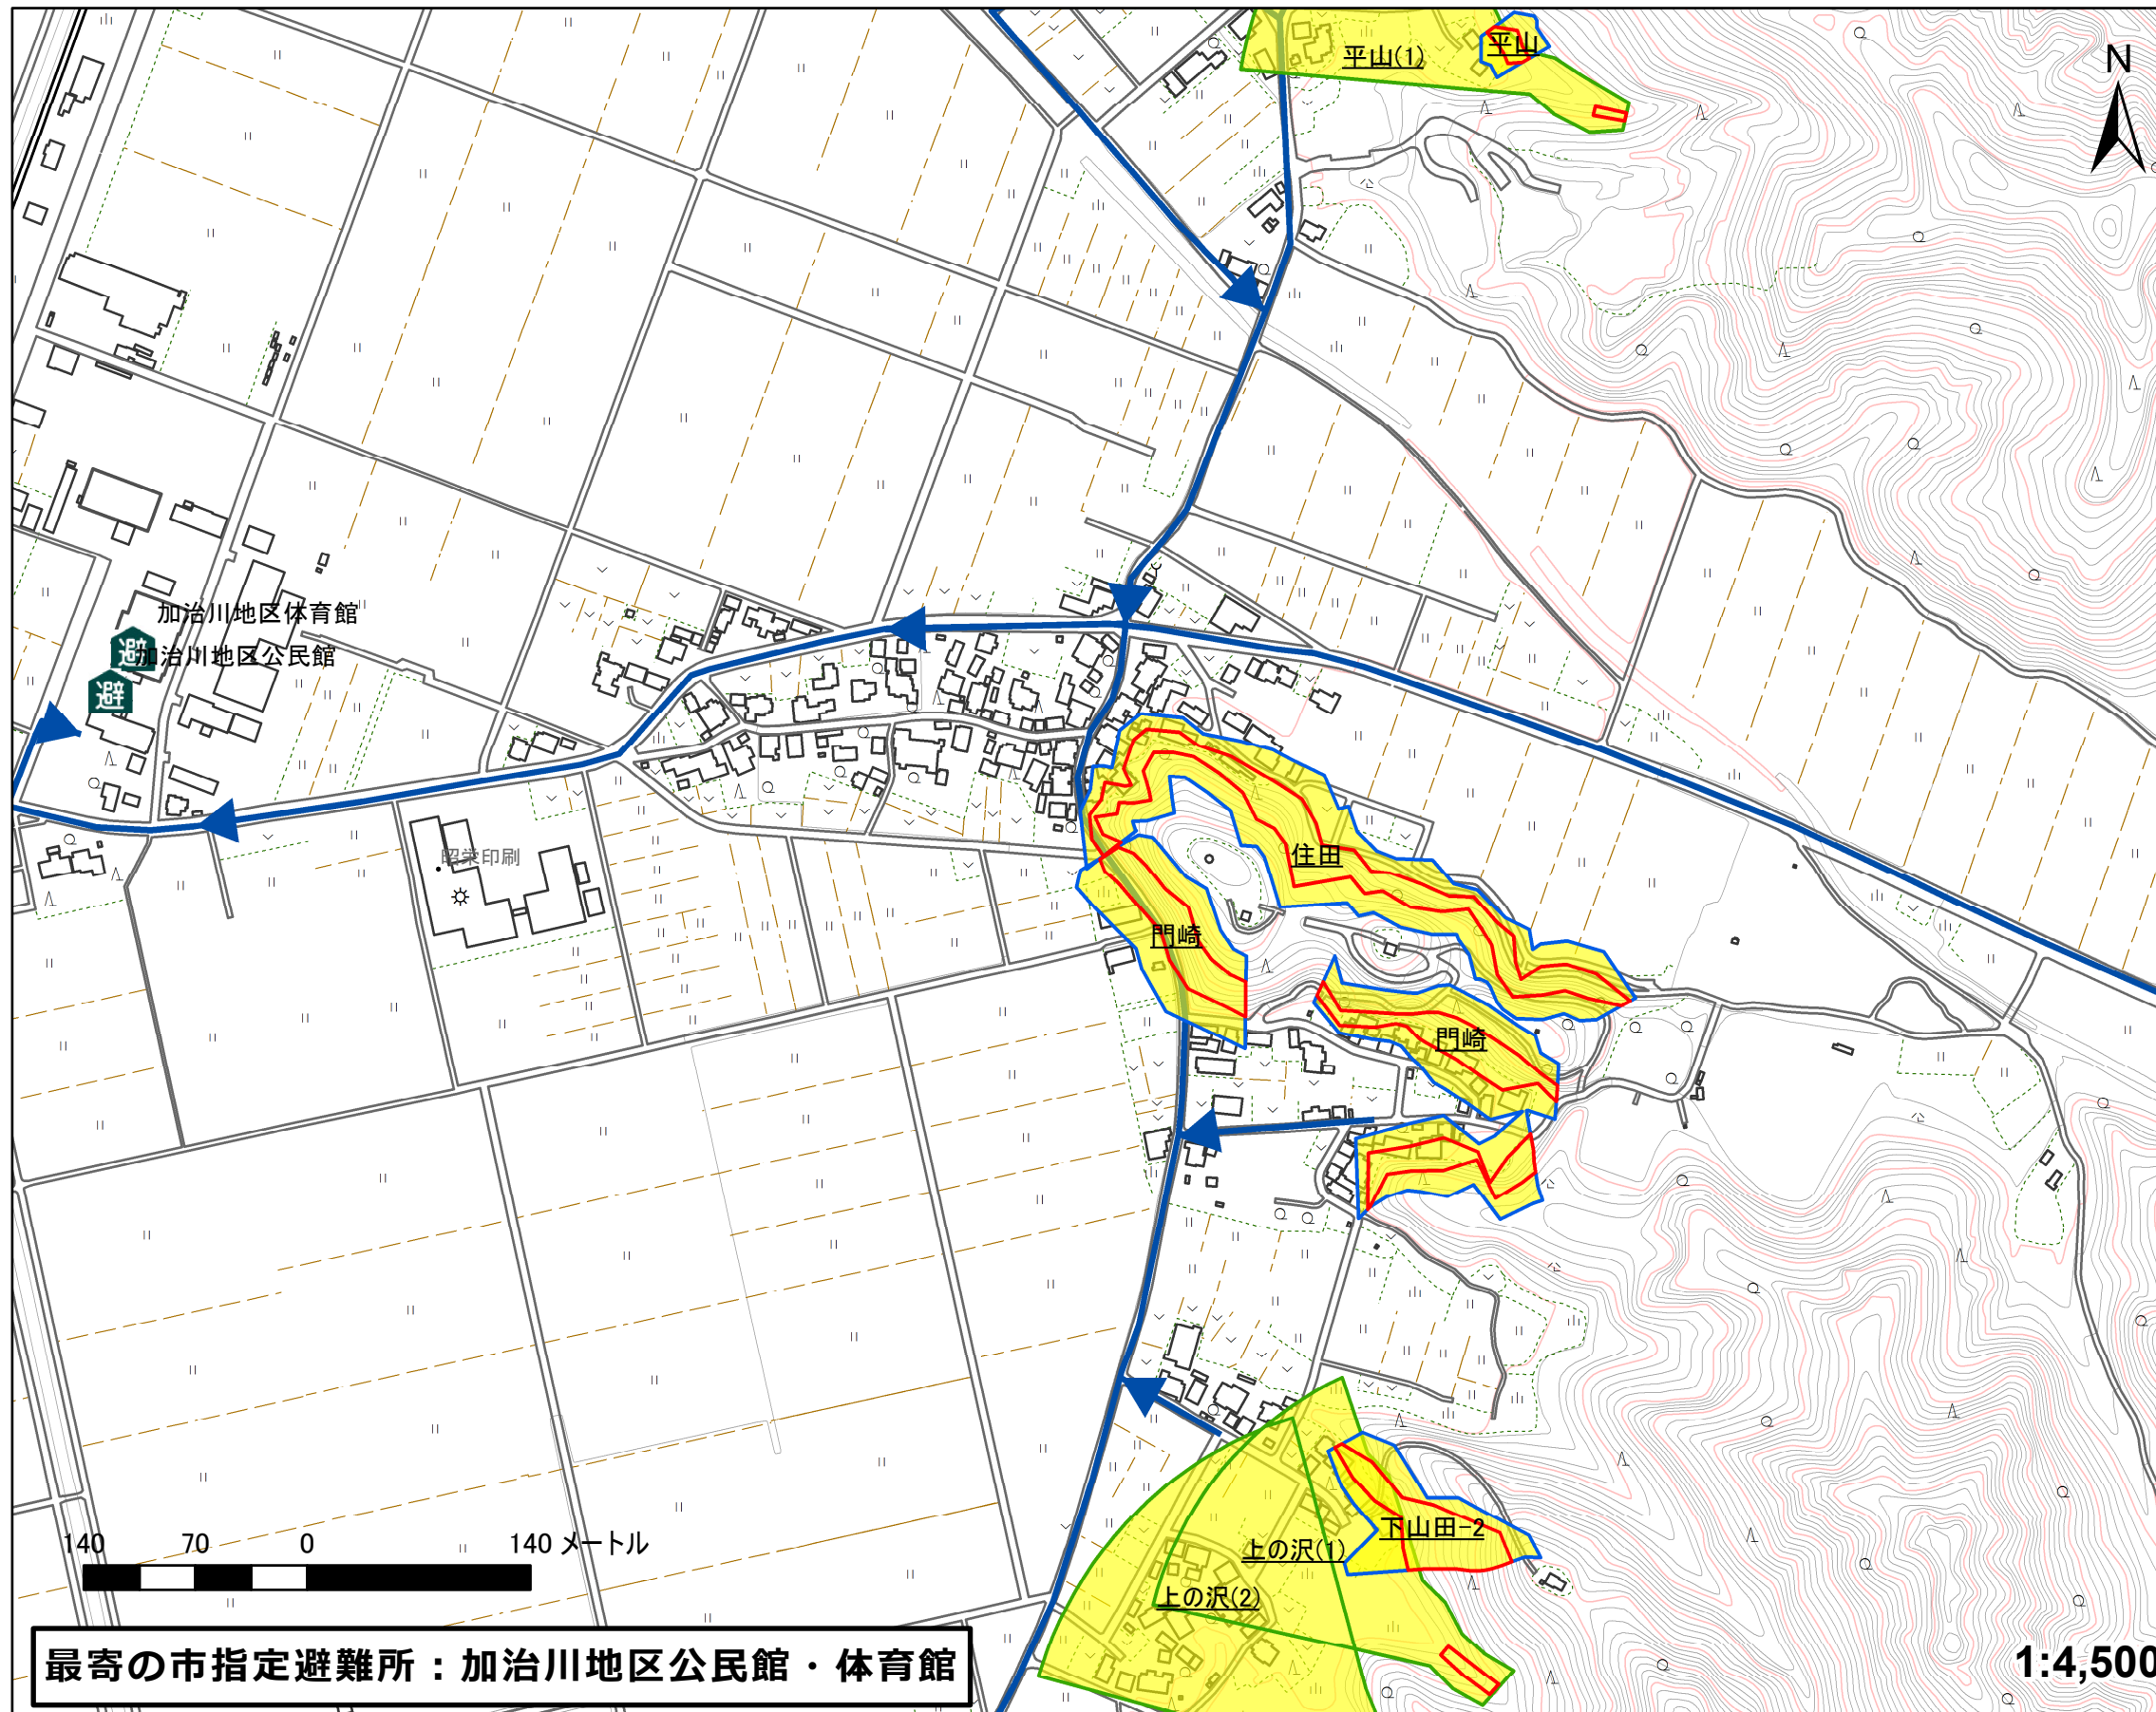 平山(1)
平山
N
加治川地区体育館
避
加治川地区公民館
避
昭栄印刷
住田
門崎
門崎
下山田-2
上の沢(1)
上の沢(2)
140 70 0 140 メートル
最寄の市指定避難所：加治川地区公民館・体育館
1:4,500